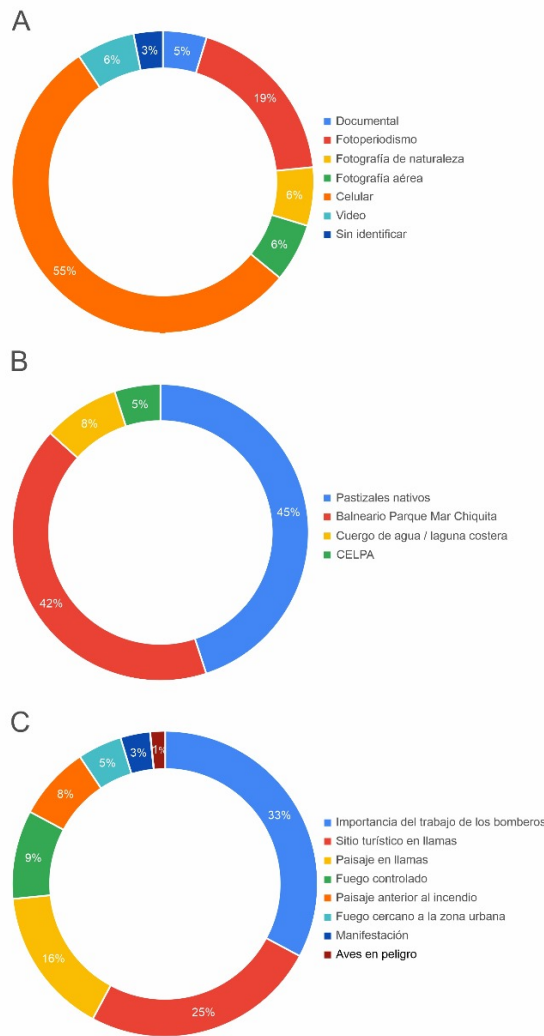 A
3%
5%
6%
19%
6%
6%
55%
Documental
Fotoperiodismo
Fotografía de naturaleza
Fotografía aérea
Celular
Video
Sin identificar
B
5%
8%
45%
42%
Pastizales nativos
Balneario Parque Mar Chiquita
Cuergo de agua / laguna costera
CELPA
C
1%
3%
5%
8%
33%
9%
16%
25%
Importancia del trabajo de los bomberos
Sitio turístico en llamas
Paisaje en llamas
Fuego controlado
Paisaje anterior al incendio
Fuego cercano a la zona urbana
Manifestación
Aves en peligro